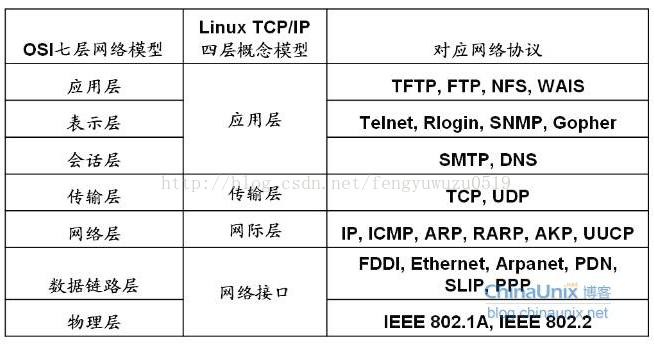 OSI七层网络模型
Linux TCP/IP
四层概念模型
对应网络协议
应用层
应用层
TFTP, FTP, NFS, WAIS
表示层
Telnet, Rlogin, SNMP, Gopher
会话层
SMTP, DNS
http://blog.csdn.net/fengyuwuzu0519
传输层
传输层
TCP, UDP
网络层
网际层
IP, ICMP, ARP, RARP, AKP, UUCP
数据链路层
网络接口
FDDI, Ethernet, Arpanet, PDN,
SLIP, PPP
物理层
IEEE 802.1A, IEEE 802.2
ChinaUnix 博客
blog.chinaunix.net